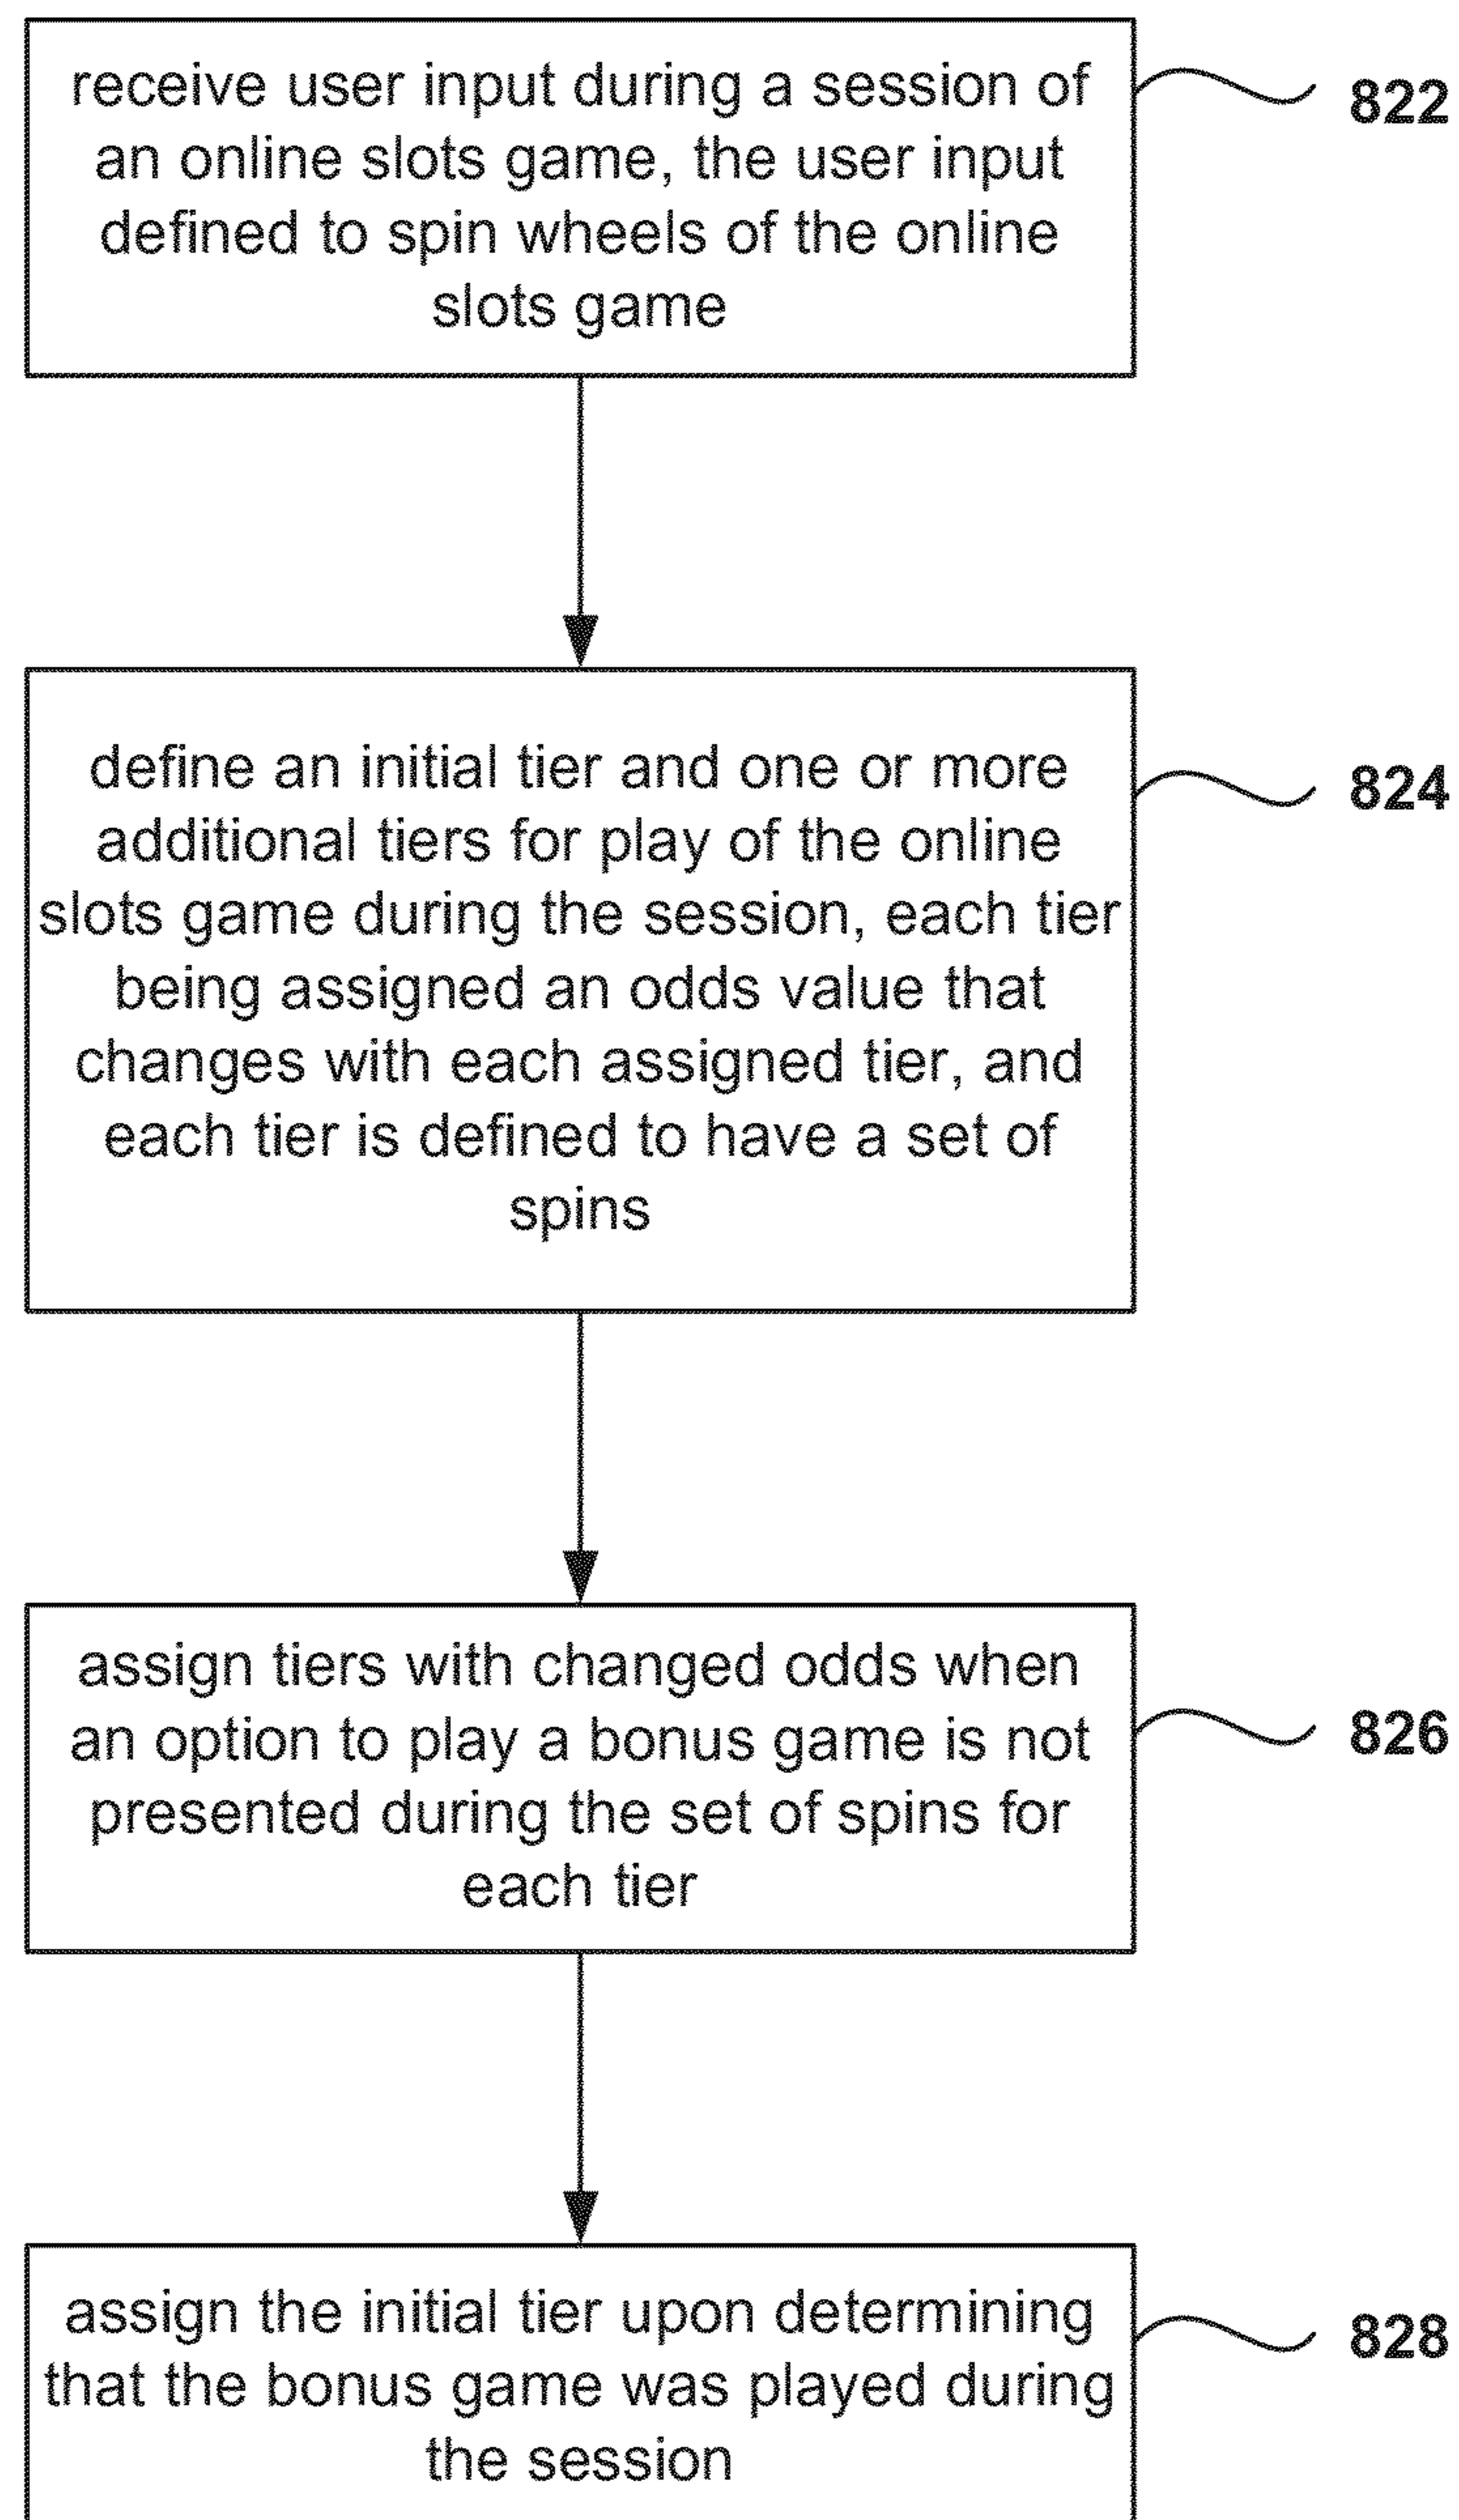 receive user input during a session of
an online slots game, the user input
defined to spin wheels of the online
slots game
822
define an initial tier and one or more
additional tiers for play of the online
slots game during the session, each tier
being assigned an odds value that
changes with each assigned tier, and
each tier is defined to have a set of
spins
824
assign tiers with changed odds when
an option to play a bonus game is not
presented during the set of spins for
each tier
826
assign the initial tier upon determining
that the bonus game was played during
the session
828